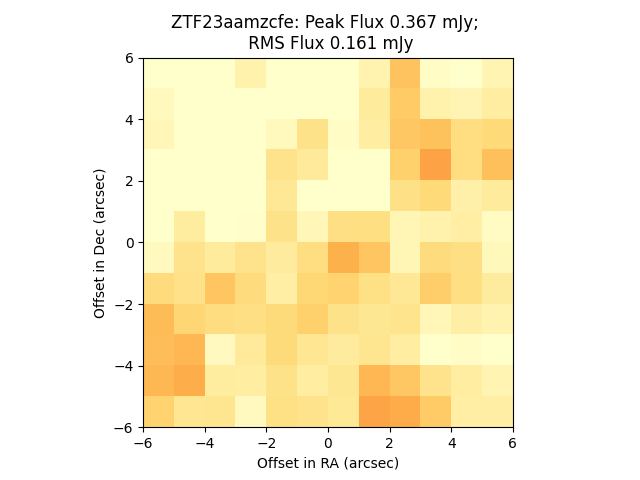 ZTF23aamzcfe: Peak Flux 0.367 mJy;
RMS Flux 0.161 mJy
6
4
2
0
−2
−4
−6
Offset in Dec (arcsec)
−6 −4 −2 0 2 4 6
Offset in RA (arcsec)